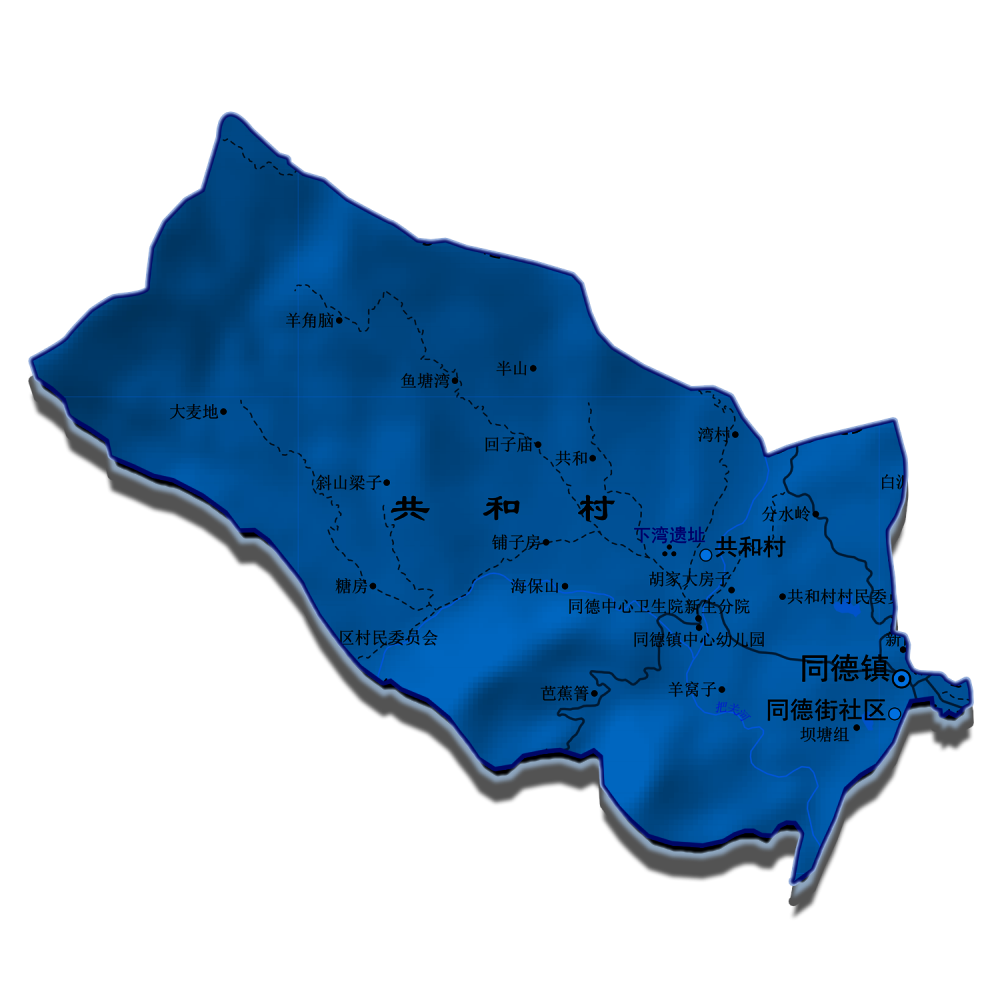 羊角脑
半山
鱼塘湾
大麦地
湾村
回子庙
共和
斜山梁子
白
共和村
分水岭
下湾遗址
铺子房
共和村
胡家大房子
糖房
海保山
共和村村民委
同德中心卫生院新生分院
区村民委员会
同德镇中心幼儿园
新
同德镇
芭蕉箐
羊窝子
同德街社区
把关河
坝塘组